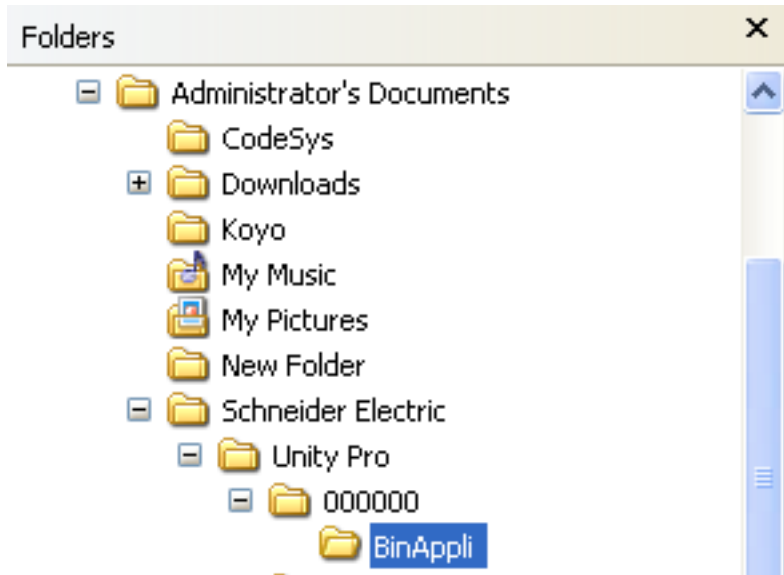 Folders
Administrator's Documents
CodeSys
Downloads
Koyo
My Music
My Pictures
New Folder
Schneider Electric
Unity Pro
000000
BinAppli